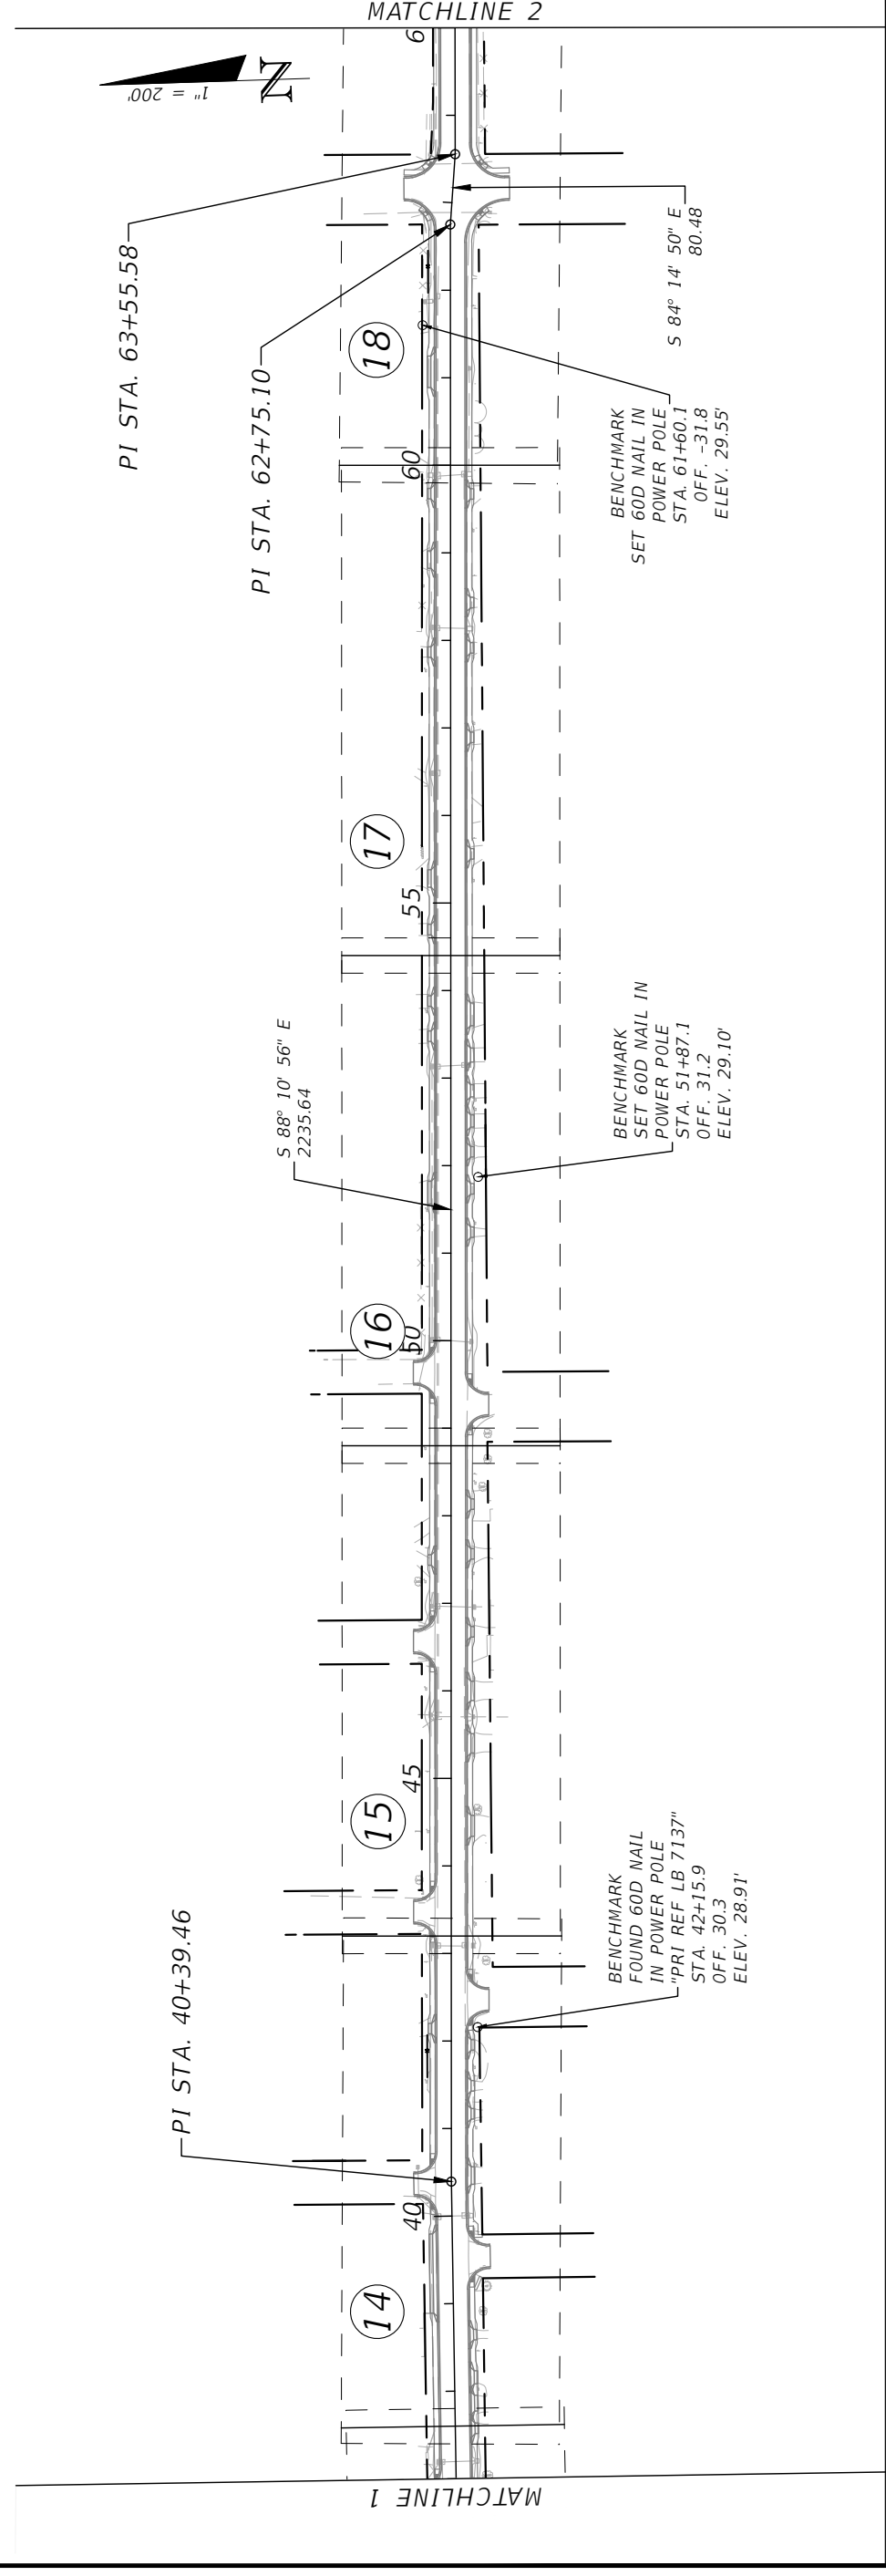 MATCHLINE 2
6
N
1" = 200'
PI STA. 63+55.58
PI STA. 62+75.10
18
S 84° 14' 50" E
80.48
60
BENCHMARK
SET 60D NAIL IN
POWER POLE
STA. 61+60.1
OFF. -31.8
ELEV. 29.55'
17
55
S 88° 10' 56" E
2235.64
BENCHMARK
SET 60D NAIL IN
POWER POLE
STA. 51+87.1
OFF. 31.2
ELEV. 29.10'
16
50
15
45
PI STA. 40+39.46
BENCHMARK
FOUND 60D NAIL
IN POWER POLE
"PRI REF LB 7137"
STA. 42+15.9
OFF. 30.3
ELEV. 28.91'
40
14
MATCHLINE 1